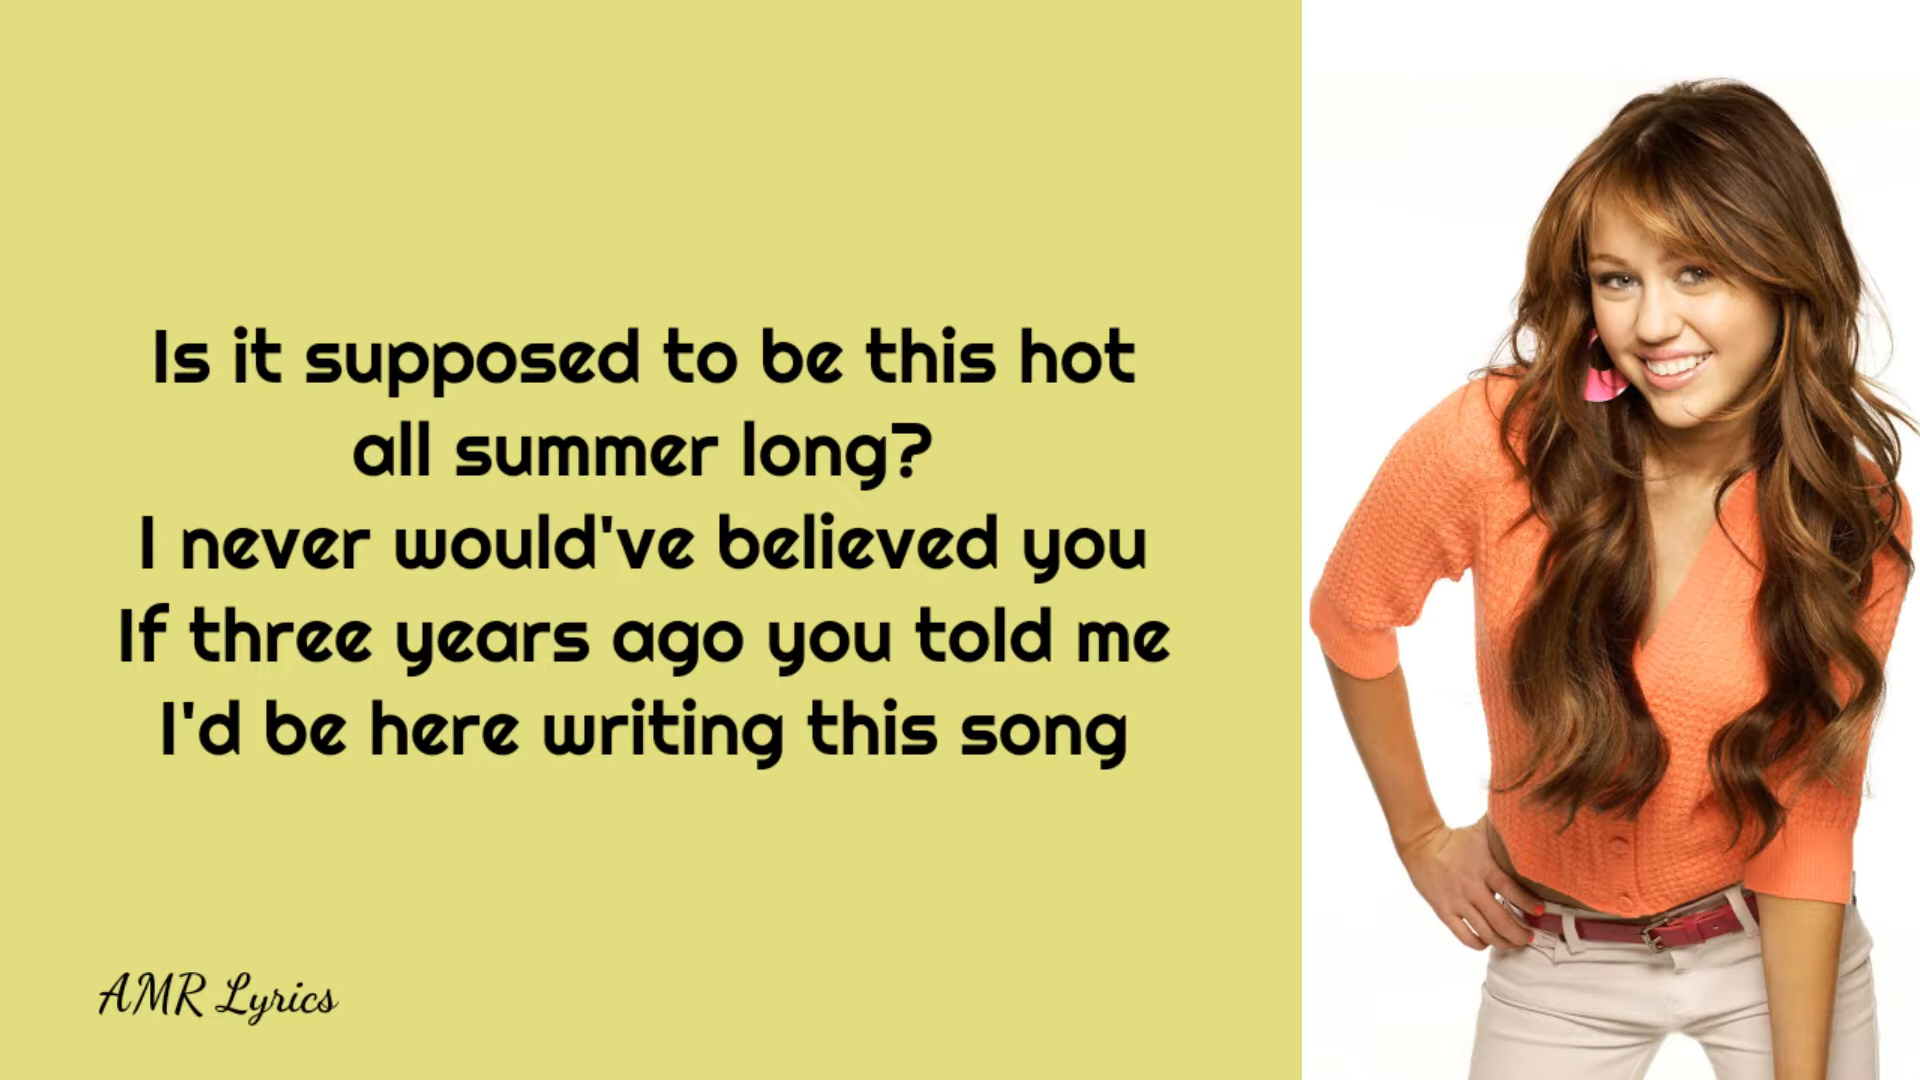 Is it supposed to be this hot
all summer long?
I never would've believed you
If three years ago you told me
I'd be here writing this song
AMR Lyrics